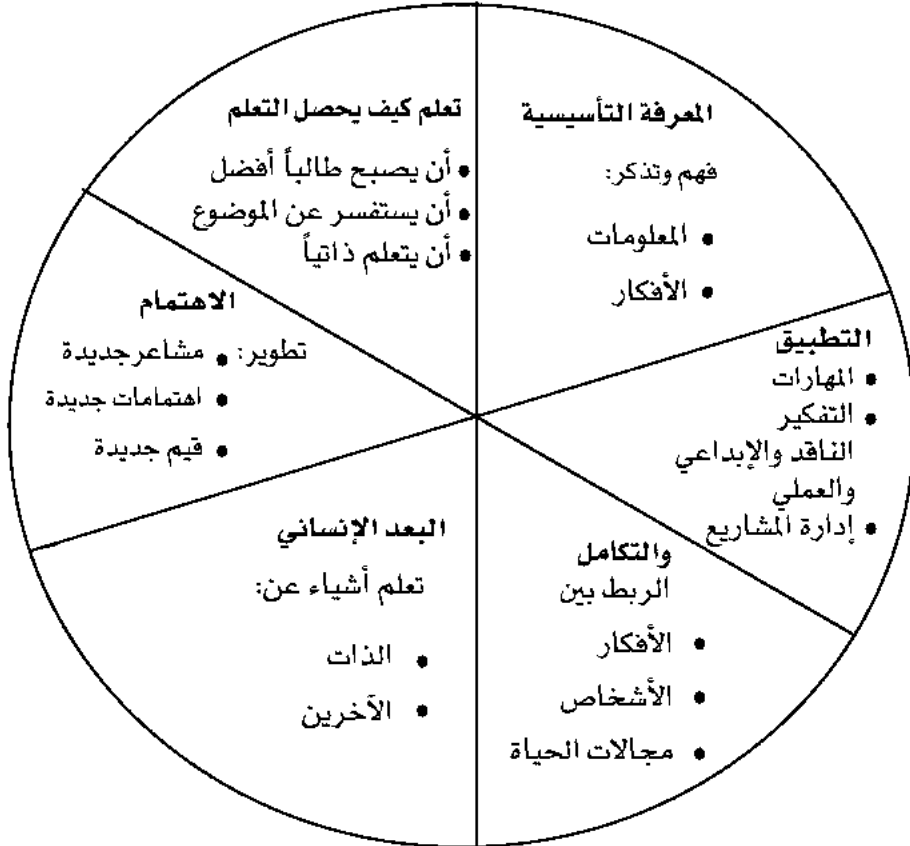 المعرفة التأسيسية
فهم وتذكر:
• المعلومات
• الأفكار
التطبيق
• المهارات
• التفكير
الناقد والإبداعي
والعملي
• إدارة المشاريع
والتكامل
الربط بين
• الأفكار
• الأشخاص
• مجالات الحياة
البعد الإنساني
تعلم أشياء عن:
• الذات
• الآخرين
الاهتمام
تطوير: • مشاعر جديدة
• اهتمامات جديدة
• قيم جديدة
تعلم كيف يحصل التعلم
• أن يصبح طالباً أفضل
• أن يستفسر عن الموضوع
• أن يتعلم ذاتياً